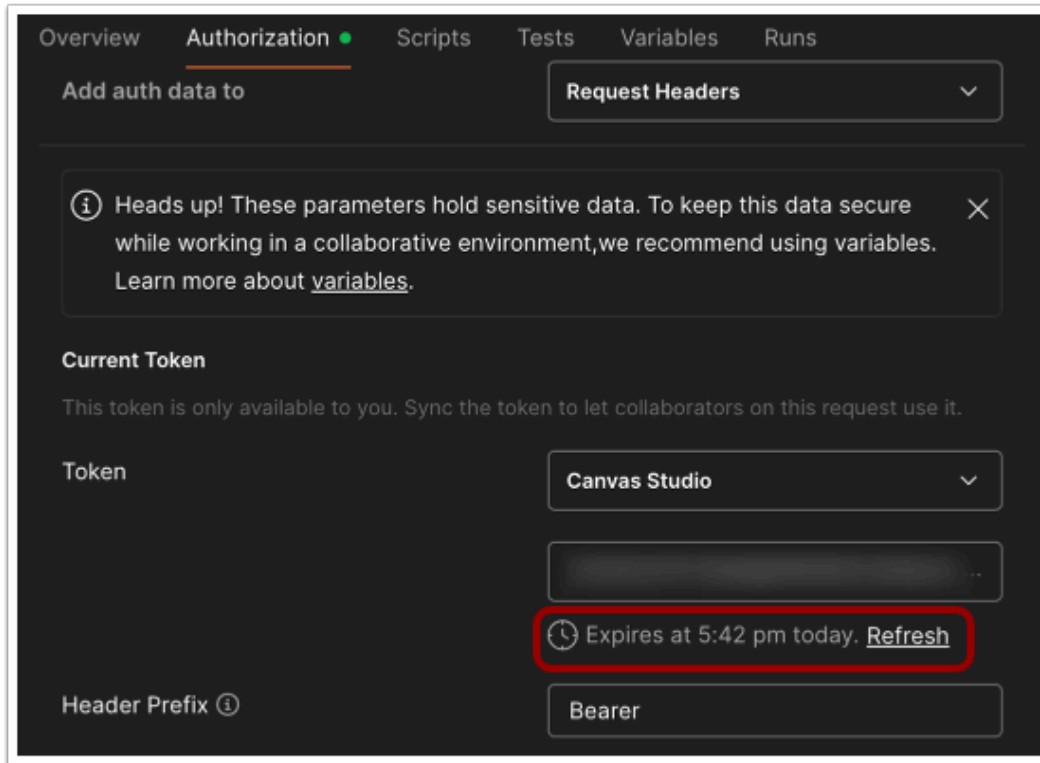 Overview Authorization Scripts Tests Variables Runs
Add auth data to Request Headers
Heads up! These parameters hold sensitive data. To keep this data secure
while working in a collaborative environment,we recommend using variables.
Learn more about variables.
Current Token
This token is only available to you. Sync the token to let collaborators on this request use it.
Token Canvas Studio
Expires at 5:42 pm today. Refresh
Header Prefix Bearer